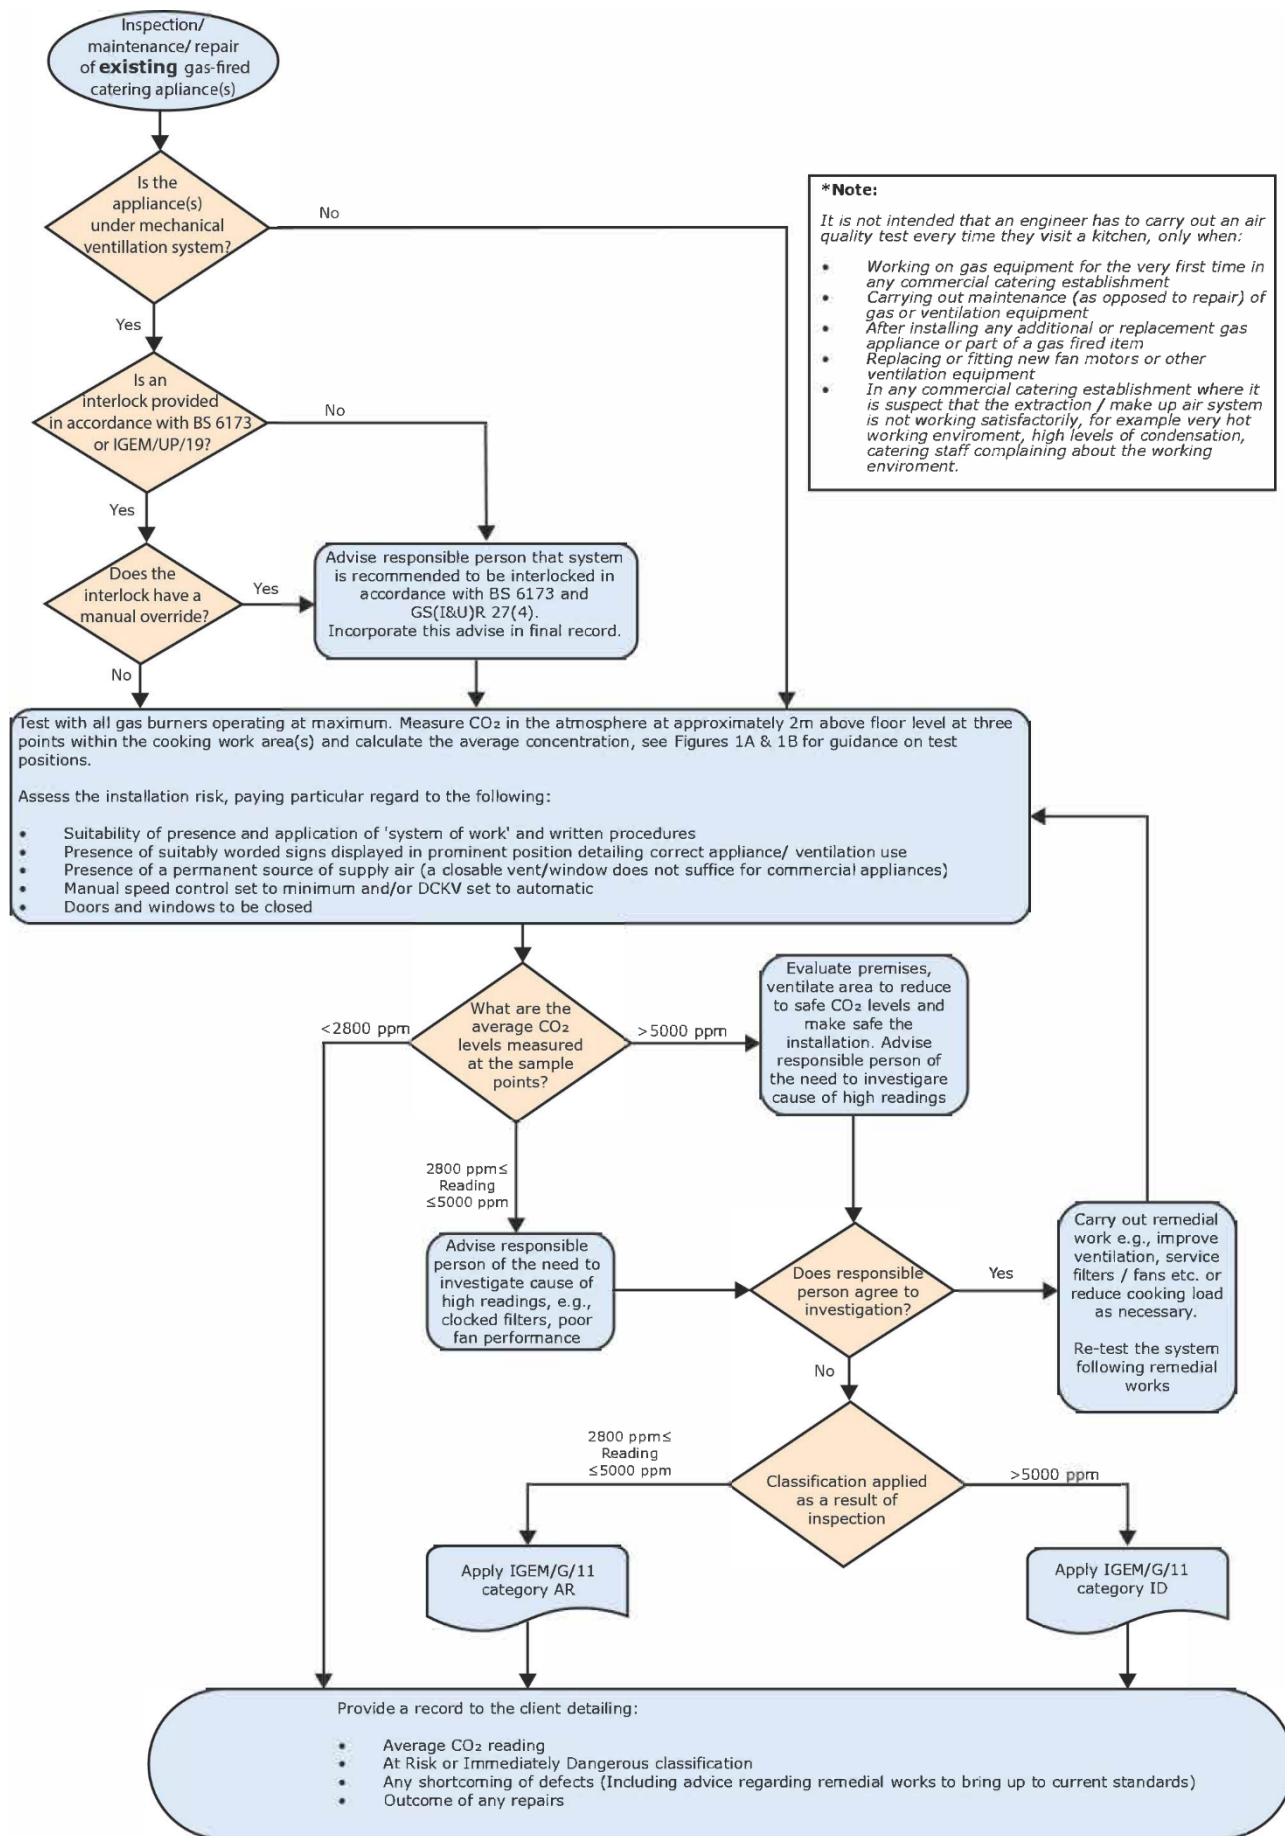 Inspection/
maintenance/ repair
of existing gas-fired
catering apliance(s)
Is the
appliance(s)
under mechanical
ventillation system?
No
*Note:
It is not intended that an engineer has to carry out an air
quality test every time they visit a kitchen, only when:
• Working on gas equipment for the very first time in
any commercial catering establishment
• Carrying out maintenance (as opposed to repair) of
gas or ventilation equipment
• After installing any additional or replacement gas
appliance or part of a gas fired item
• Replacing or fitting new fan motors or other
ventilation equipment
• In any commercial catering establishment where it
is suspect that the extraction / make up air system
is not working satisfactorily, for example very hot
working enviroment, high levels of condensation,
catering staff complaining about the working
enviroment.
Yes
Is an
interlock provided
in accordance with BS 6173
or IGEM/UP/19?
No
Yes
Does the
interlock have a
manual override?
Yes
Advise responsible person that system
is recommended to be interlocked in
accordance with BS 6173 and
GS(I&U)R 27(4).
Incorporate this advise in final record.
No
Test with all gas burners operating at maximum. Measure CO₂ in the atmosphere at approximately 2m above floor level at three
points within the cooking work area(s) and calculate the average concentration, see Figures 1A & 1B for guidance on test
positions.
Assess the installation risk, paying particular regard to the following:
• Suitability of presence and application of 'system of work' and written procedures
• Presence of suitably worded signs displayed in prominent position detailing correct appliance/ ventilation use
• Presence of a permanent source of supply air (a closable vent/window does not suffice for commercial appliances)
• Manual speed control set to minimum and/or DCKV set to automatic
• Doors and windows to be closed
What are the
average CO₂
levels measured
at the sample
points?
<2800 ppm
>5000 ppm
Evaluate premises,
ventilate area to reduce
to safe CO₂ levels and
make safe the
installation. Advise
responsible person of
the need to investigare
cause of high readings
2800 ppm≤
Reading
≤5000 ppm
Advise responsible
person of the need to
investigate cause of
high readings, e.g.,
clocked filters, poor
fan performance
Does responsible
person agree to
investigation?
Yes
Carry out remedial
work e.g., improve
ventilation, service
filters / fans etc. or
reduce cooking load
as necessary.
Re-test the system
following remedial
works
No
Classification applied
as a result of
inspection
2800 ppm≤
Reading
≤5000 ppm
>5000 ppm
Apply IGEM/G/11
category AR
Apply IGEM/G/11
category ID
Provide a record to the client detailing:
• Average CO₂ reading
• At Risk or Immediately Dangerous classification
• Any shortcoming of defects (Including advice regarding remedial works to bring up to current standards)
• Outcome of any repairs